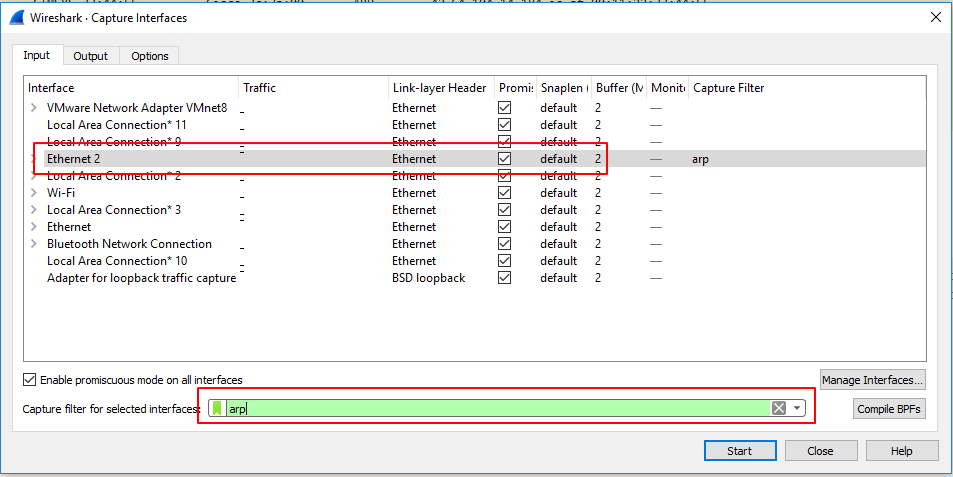 Wireshark · Capture Interfaces
Input Output Options
Interface Traffic Link-layer Header Promis Snaplen ( Buffer (M Monito Capture Filter
VMware Network Adapter VMnet8 Ethernet default 2 —
Local Area Connection* 11 Ethernet default 2 —
Local Area Connection* 9 Ethernet default 2 —
Ethernet 2 Ethernet default 2 — arp
Local Area Connection* 2 Ethernet default 2 —
Wi-Fi Ethernet default 2 —
Local Area Connection* 3 Ethernet default 2 —
Ethernet Ethernet default 2 —
Bluetooth Network Connection Ethernet default 2 —
Local Area Connection* 10 Ethernet default 2 —
Adapter for loopback traffic capture BSD loopback default 2 —
Enable promiscuous mode on all interfaces Manage Interfaces...
Capture filter for selected interfaces: arp Compile BPFs
Start Close Help